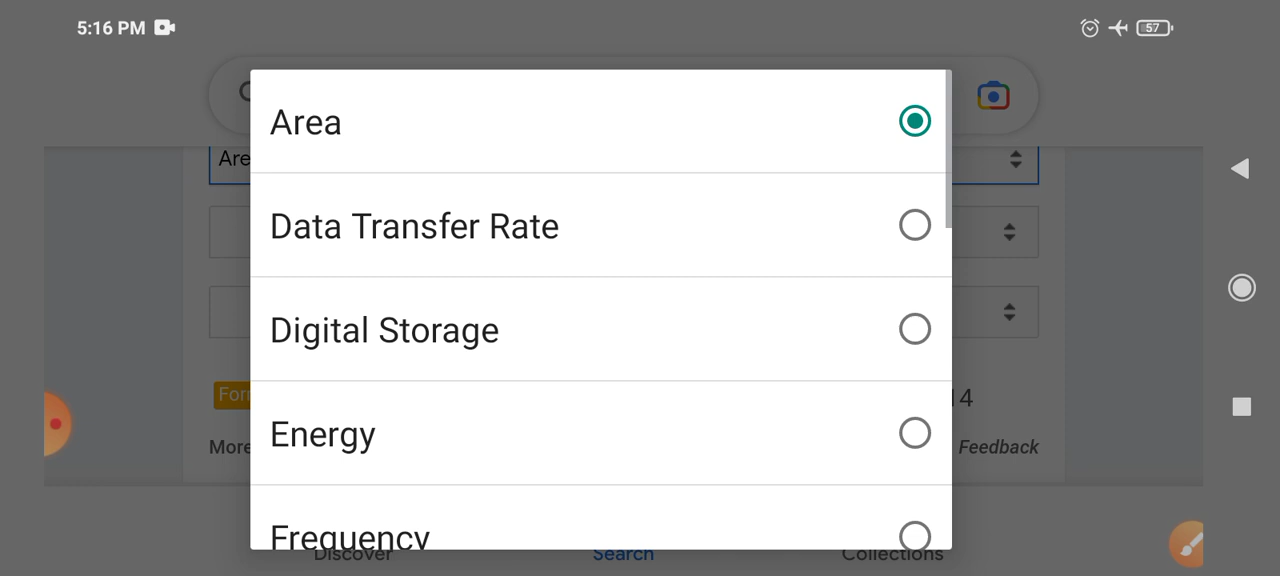 5:16 PM
57
Area
Are
Data Transfer Rate
Digital Storage
For
14
Energy
More
Feedback
Frequency
Discover
Search
Collections